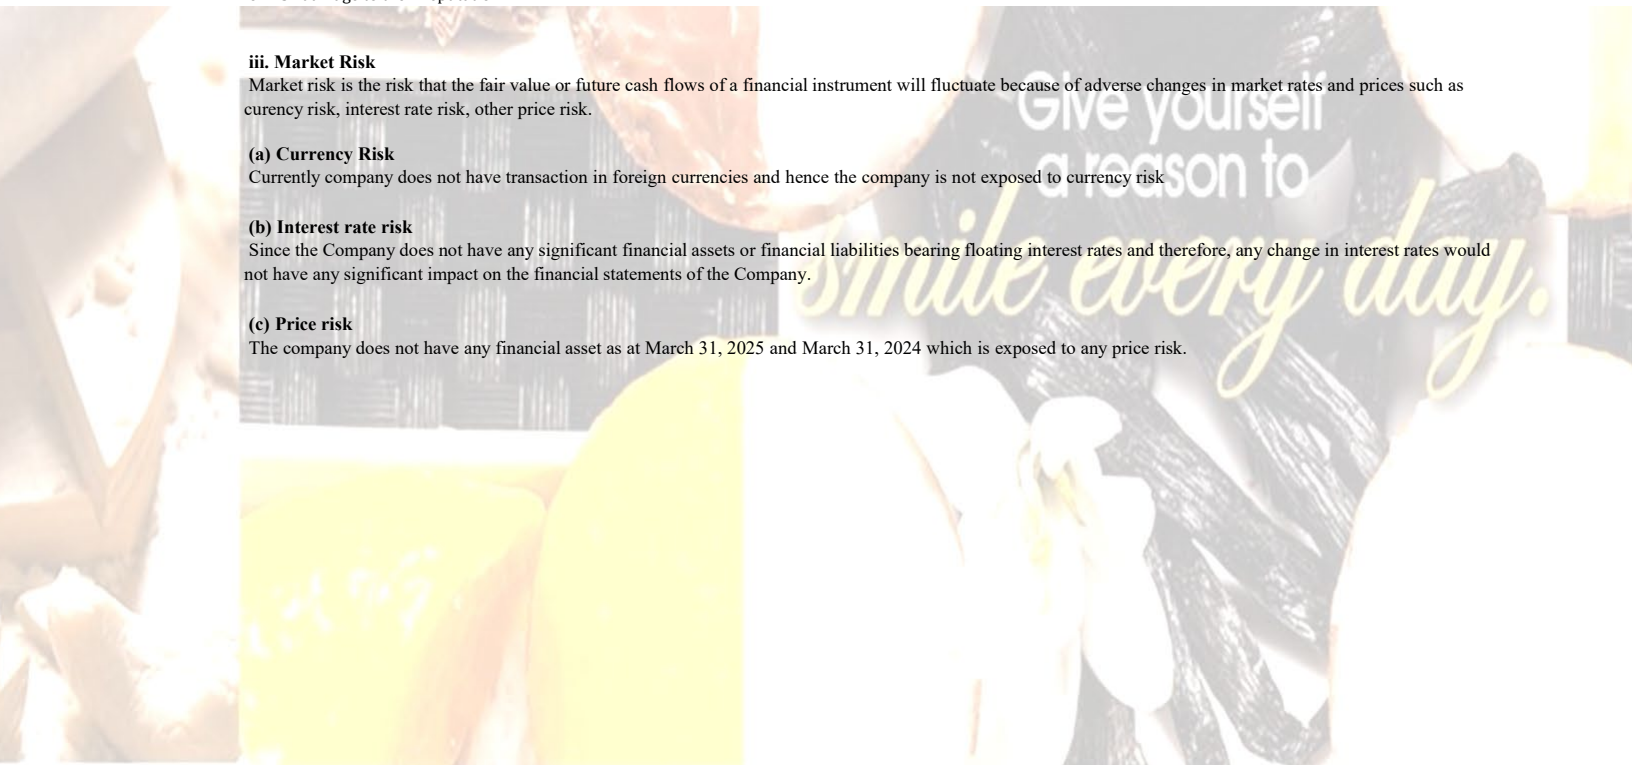 iii. Market Risk
Market risk is the risk that the fair value or future cash flows of a financial instrument will fluctuate because of adverse changes in market rates and prices such as
curency risk, interest rate risk, other price risk.
Give yourself
a reason to
smile every day.
(a) Currency Risk
Currently company does not have transaction in foreign currencies and hence the company is not exposed to currency risk
(b) Interest rate risk
Since the Company does not have any significant financial assets or financial liabilities bearing floating interest rates and therefore, any change in interest rates would
not have any significant impact on the financial statements of the Company.
(c) Price risk
The company does not have any financial asset as at March 31, 2025 and March 31, 2024 which is exposed to any price risk.